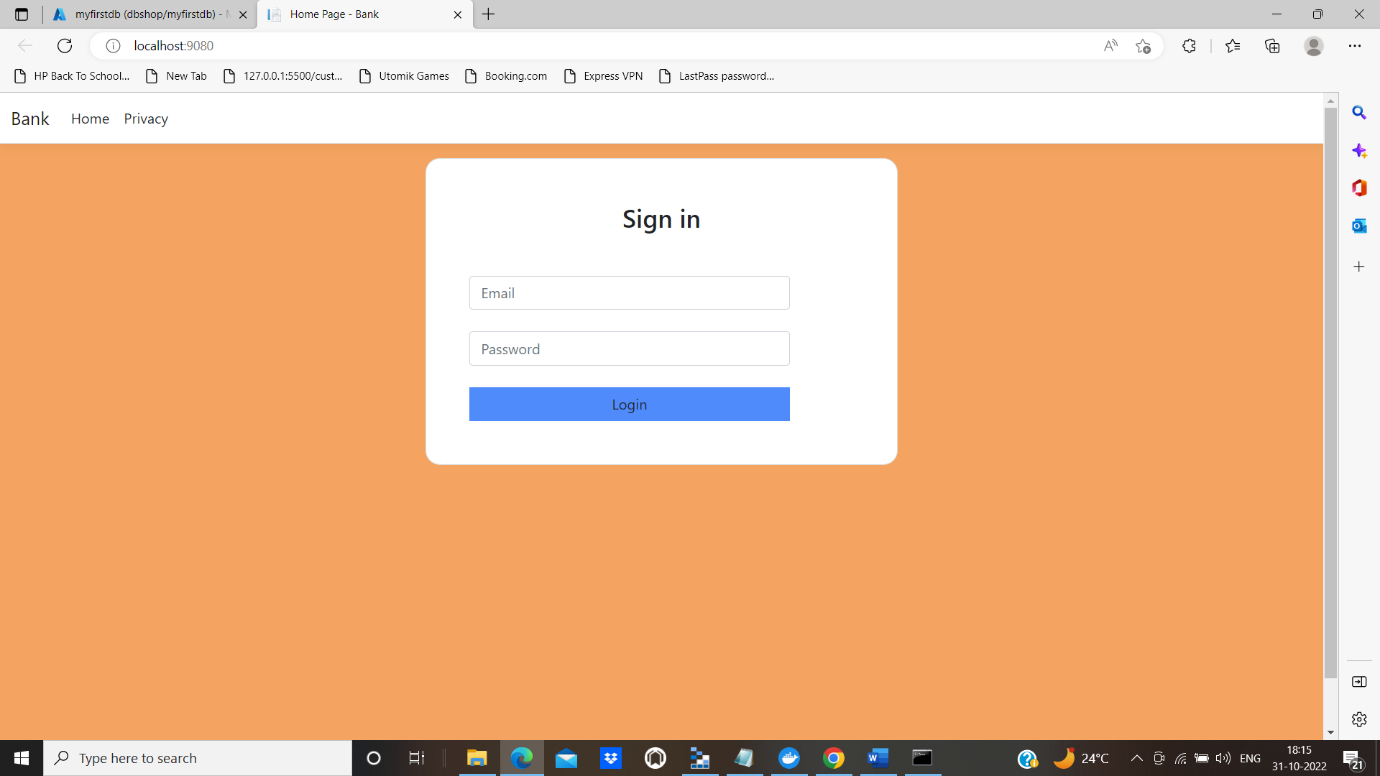 myfirstdb (dbshop/myfirstdb) -
Home Page - Bank
localhost:9080
HP Back To School...
New Tab
127.0.0.1:5500/cust...
Utomik Games
Booking.com
Express VPN
LastPass password...
Bank
Home
Privacy
Sign in
Email
Password
Login
Type here to search
24°C
ENG
18:15
31-10-2022
21